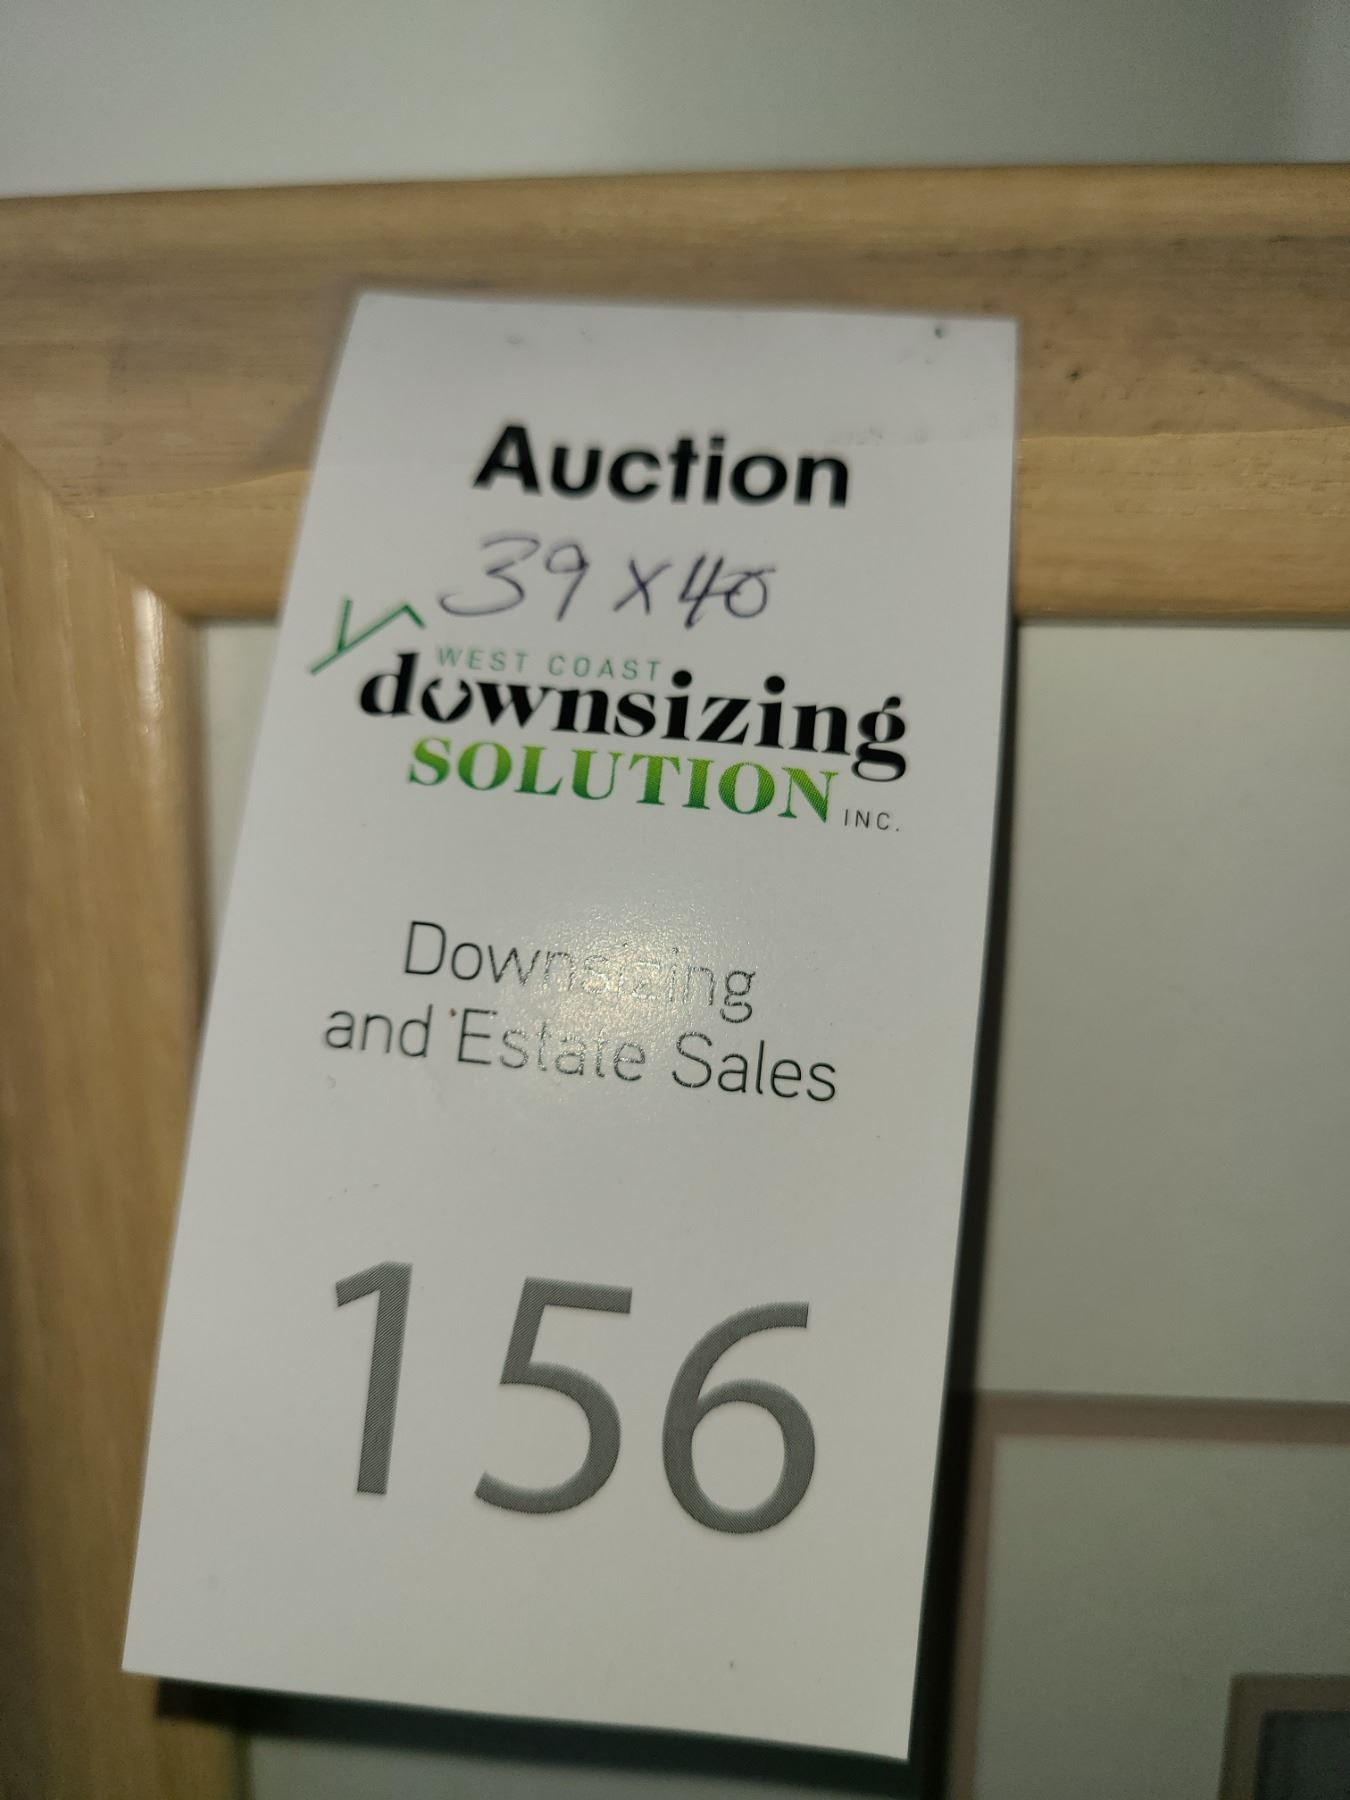 Auction
39 x 40
WEST COAST
downsizing
SOLUTION INC.
Downsizing
and Estate Sales
156